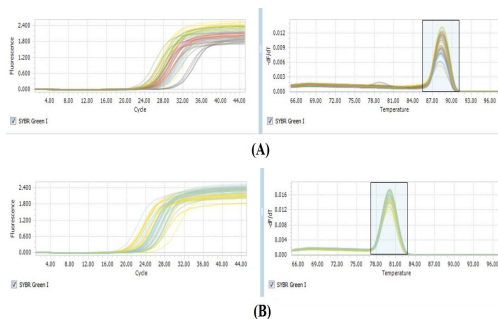 2.400
1.800
1.200
0.600
0.000
Fluorescence
4.00 8.00 12.00 16.00 20.00 24.00 28.00 32.00 36.00 40.00 44.00
Cycle
SYBR Green I
0.012
0.009
0.006
0.003
0.000
-dF/dT
66.00 69.00 72.00 75.00 78.00 81.00 84.00 87.00 90.00 93.00 96.00
Temperature
SYBR Green I
(A)
2.400
1.800
1.200
0.600
0.000
Fluorescence
4.00 8.00 12.00 16.00 20.00 24.00 28.00 32.00 36.00 40.00 44.00
Cycle
SYBR Green I
0.016
0.012
0.008
0.004
0.000
-dF/dT
66.00 69.00 72.00 75.00 78.00 81.00 84.00 87.00 90.00 93.00 96.00
Temperature
SYBR Green I
(B)